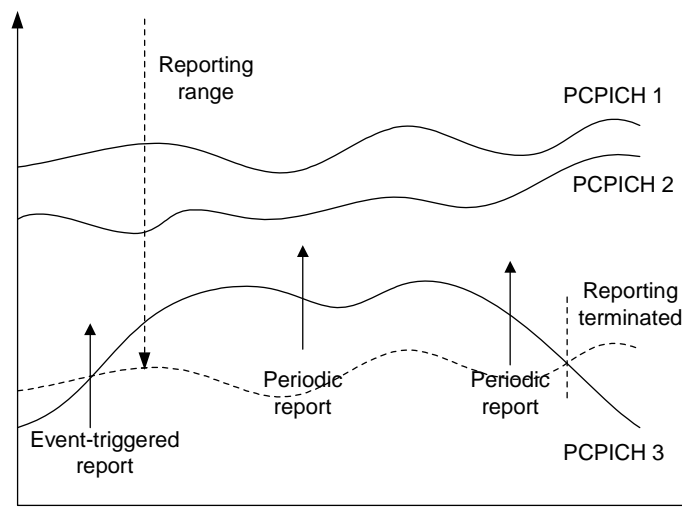 Reporting
range
PCPICH 1
PCPICH 2
Reporting
terminated
Periodic
report
Periodic
report
Event-triggered
report
PCPICH 3